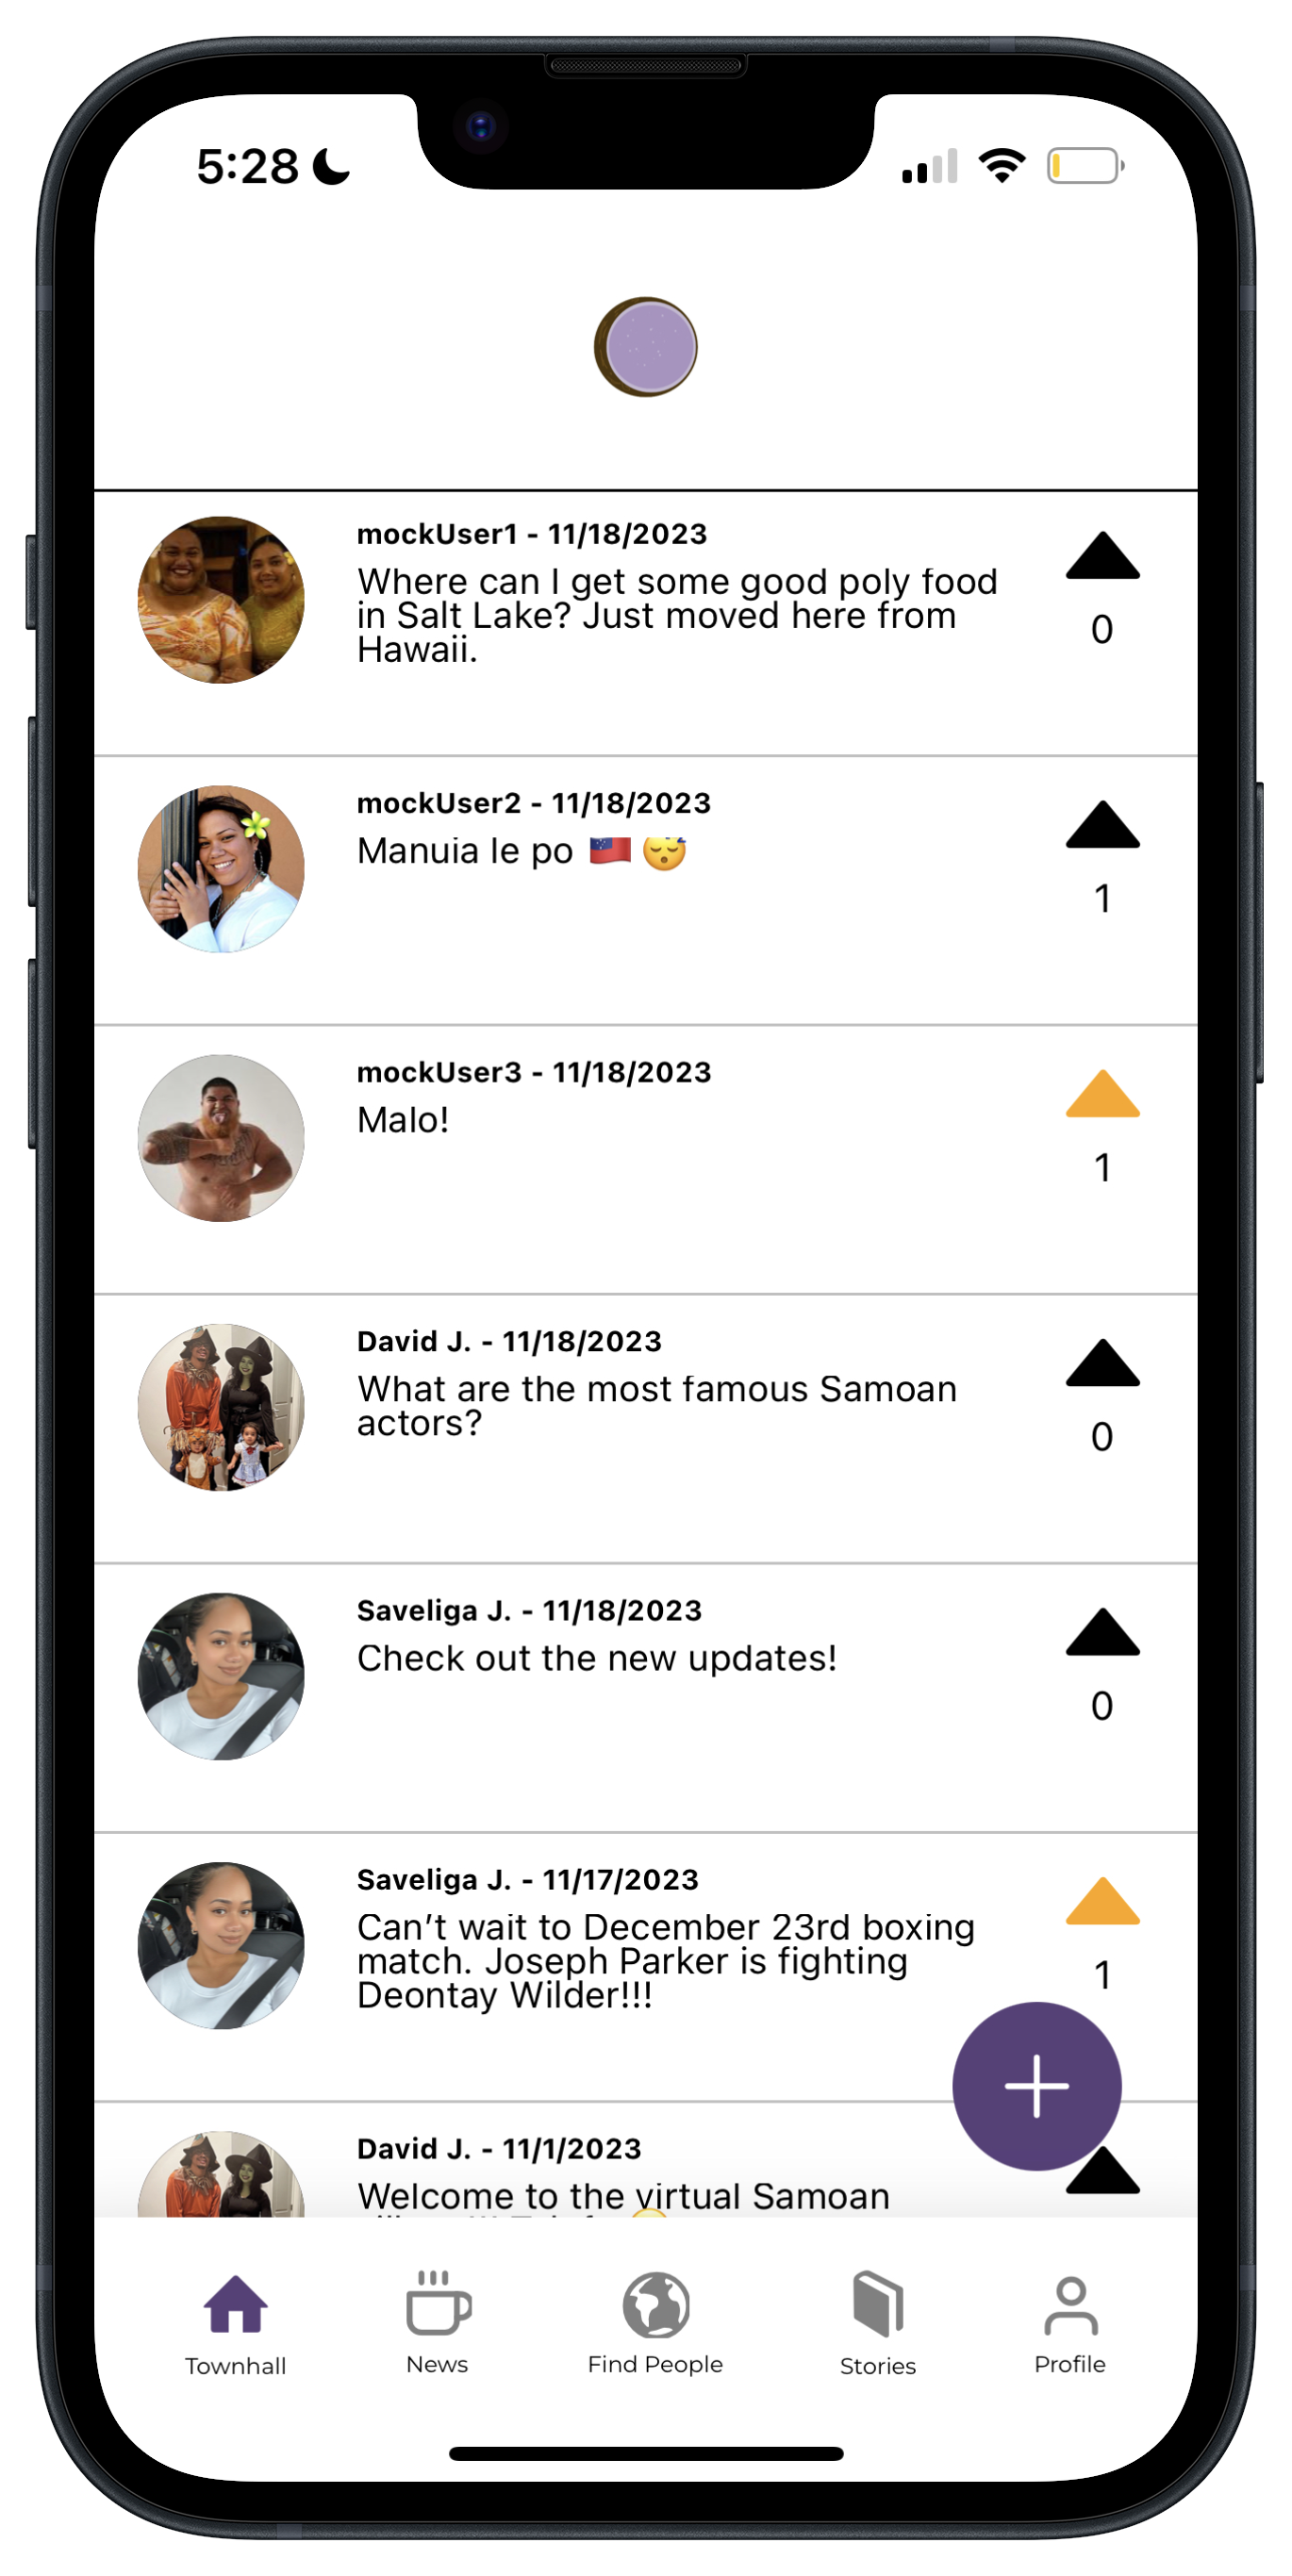 5:28
mockUser1 - 11/18/2023
Where can I get some good poly food
in Salt Lake? Just moved here from
Hawaii.
0
mockUser2 - 11/18/2023
Manuia le po 🇼🇸 😴
1
mockUser3 - 11/18/2023
Malo!
1
David J. - 11/18/2023
What are the most famous Samoan
actors?
0
Saveliga J. - 11/18/2023
Check out the new updates!
0
Saveliga J. - 11/17/2023
Can’t wait to December 23rd boxing
match. Joseph Parker is fighting
Deontay Wilder!!!
1
David J. - 11/1/2023
Welcome to the virtual Samoan
Townhall
News
Find People
Stories
Profile